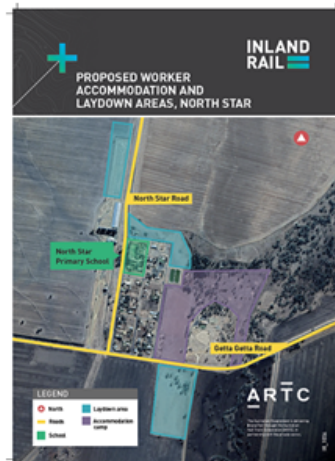 INLAND
RAIL
PROPOSED WORKER
ACCOMMODATION AND
LAYDOWN AREAS, NORTH STAR
North Star Road
North Star
Primary School
Getta Getta Road
LEGEND
North
Roads
School
Laydown area
Accommodation
camp
ARTC